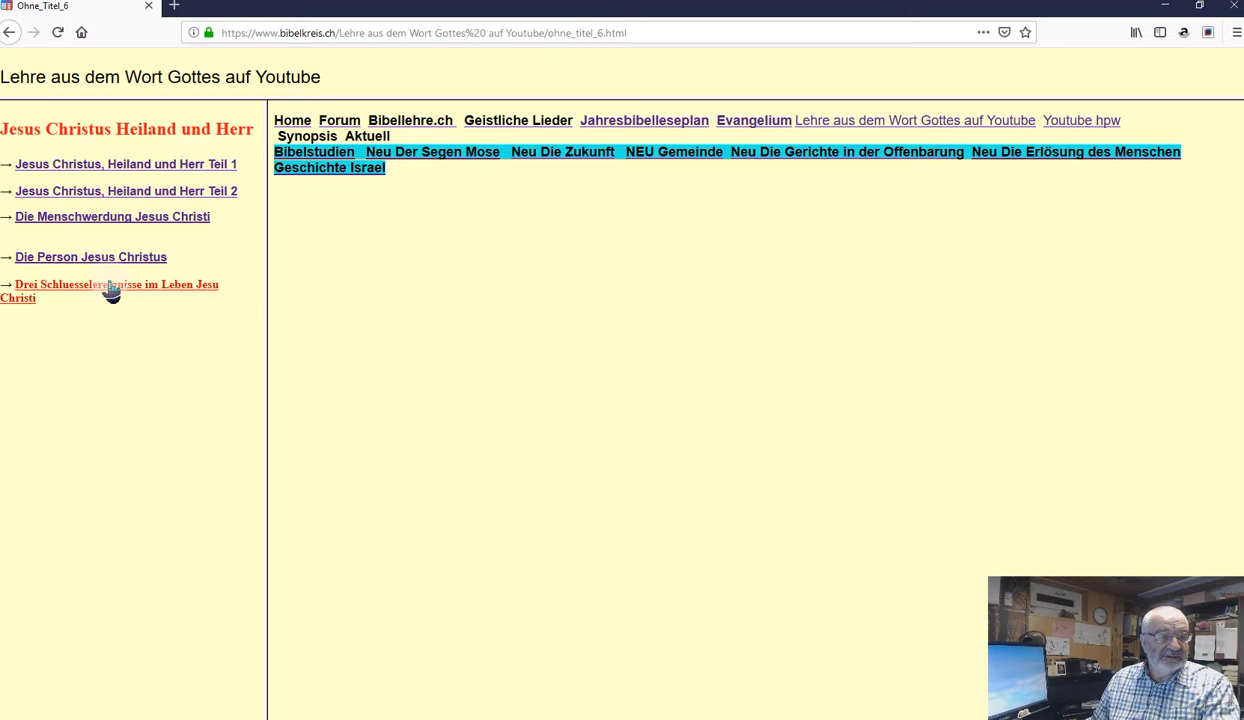 Ohne_Titel_6
https://www.bibelkreis.ch/Lehre aus dem Wort Gottes%20 auf Youtube/ohne_titel_6.html
Lehre aus dem Wort Gottes auf Youtube
Jesus Christus Heiland und Herr
→ Jesus Christus, Heiland und Herr Teil 1
→ Jesus Christus, Heiland und Herr Teil 2
→ Die Menschwerdung Jesus Christi
→ Die Person Jesus Christus
→ Drei Schluesselereignisse im Leben Jesu
Christi
Home Forum Bibellehre.ch Geistliche Lieder Jahresbibelleseplan Evangelium Lehre aus dem Wort Gottes auf Youtube Youtube hpw
Synopsis Aktuell
Bibelstudien Neu Der Segen Mose Neu Die Zukunft NEU Gemeinde Neu Die Gerichte in der Offenbarung Neu Die Erlösung des Menschen
Geschichte Israel